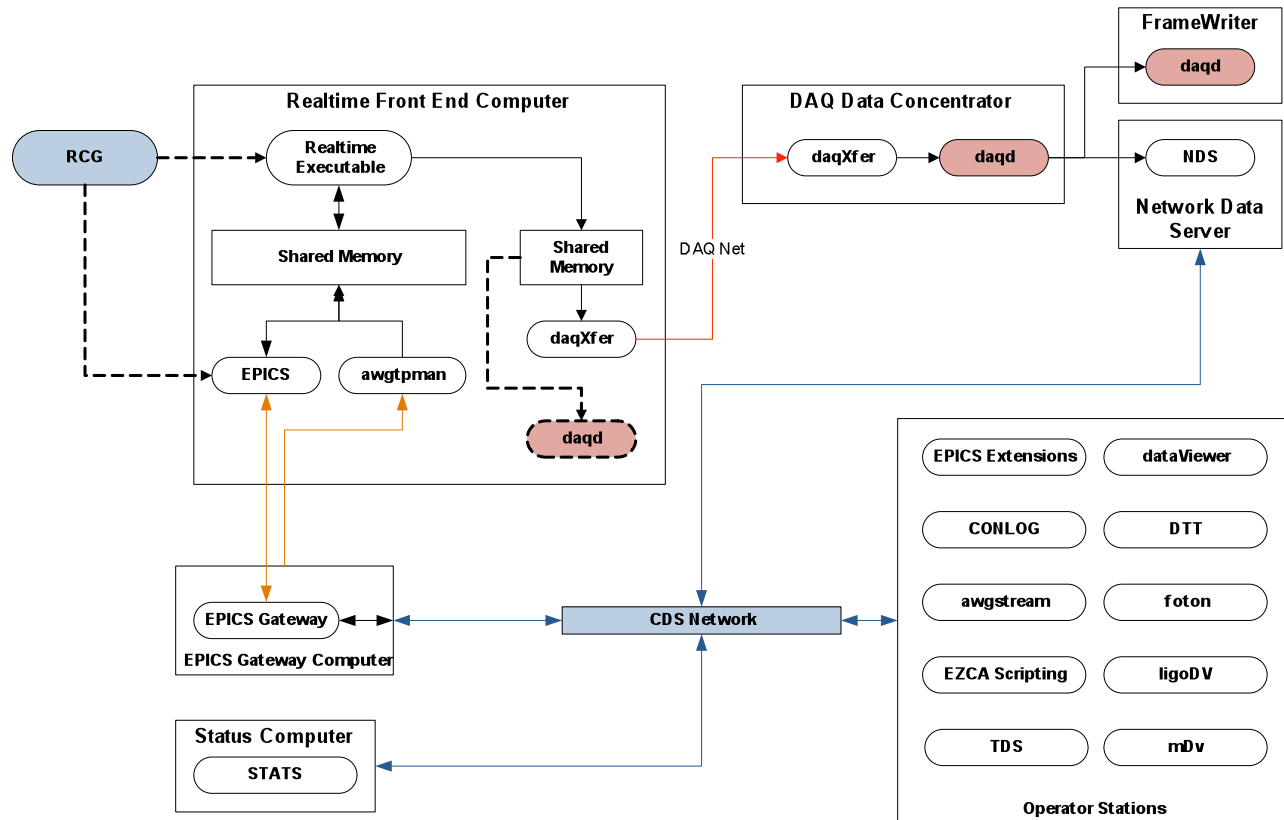 FrameWriter
daqd
Realtime Front End Computer
DAQ Data Concentrator
RCG
Realtime
Executable
daqXfer
daqd
NDS
Network Data
Server
Shared Memory
Shared
Memory
DAQ Net
daqXfer
EPICS
awgtpman
daqd
EPICS Extensions
dataViewer
CONLOG
DTT
awgstream
foton
EZCA Scripting
ligoDV
TDS
mDv
Operator Stations
EPICS Gateway
EPICS Gateway Computer
CDS Network
Status Computer
STATS